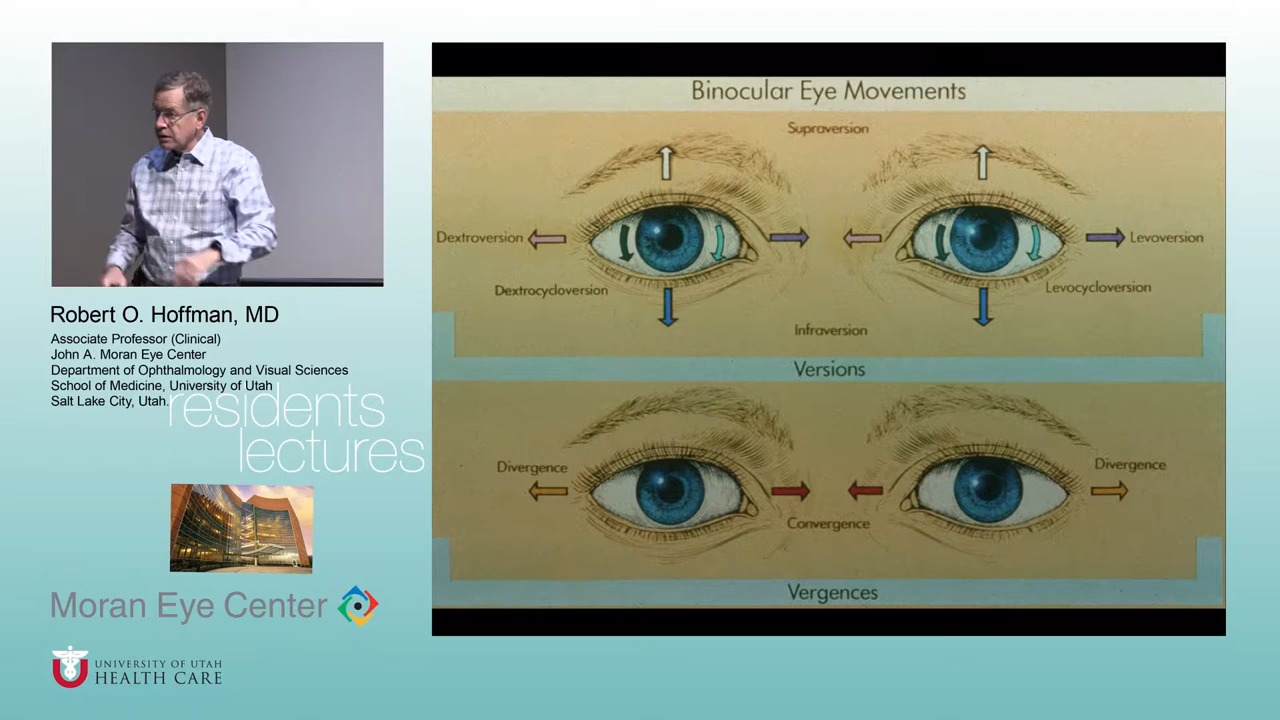 Robert O. Hoffman, MD
Associate Professor (Clinical)
John A. Moran Eye Center
Department of Ophthalmology and Visual Sciences
School of Medicine, University of Utah
Salt Lake City, Utah.
residents
lectures
Moran Eye Center
UNIVERSITY OF UTAH
HEALTH CARE
Binocular Eye Movements
Supraversion
Dextroversion
Levoversion
Dextrocycloversion
Levocycloversion
Infraversion
Versions
Divergence
Divergence
Convergence
Vergences